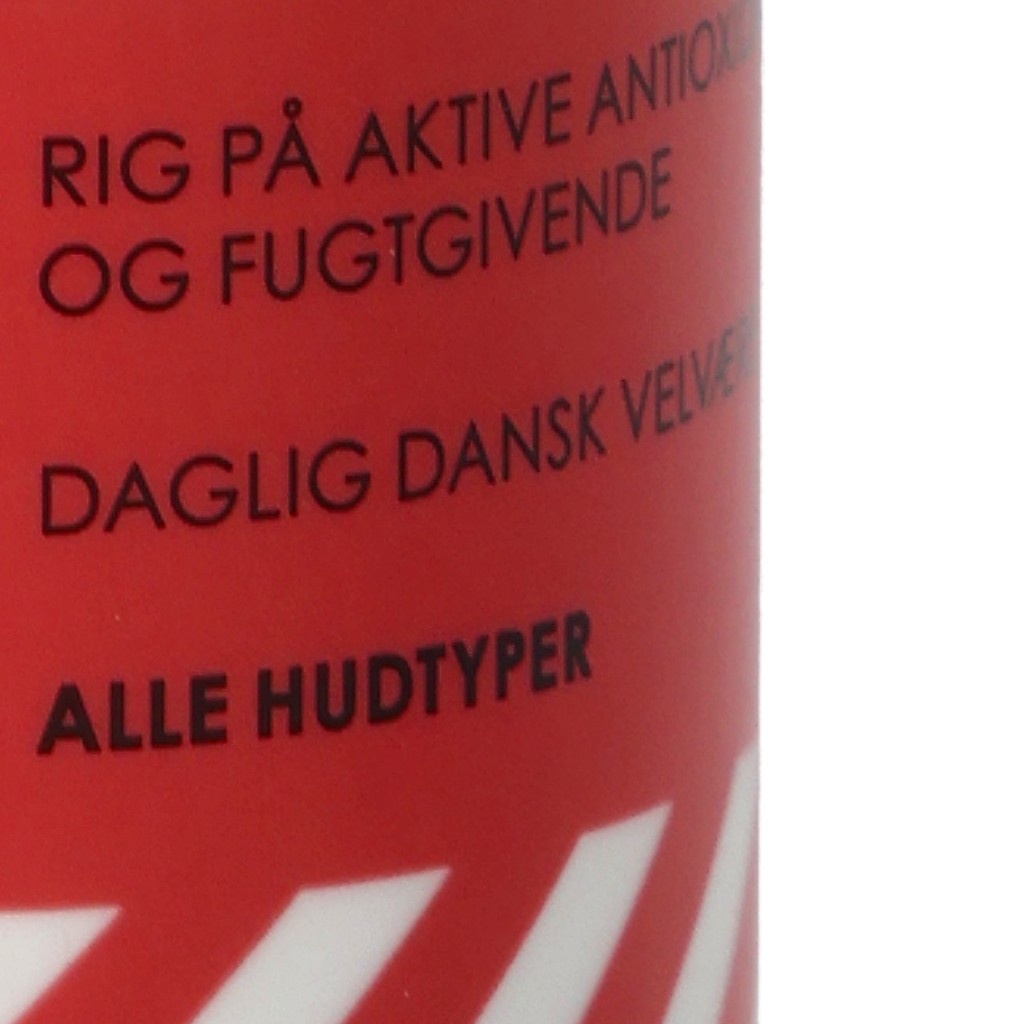 RIG PÅ AKTIVE
OG FUGTGIVENDE
DAGLIG DANSK
ALLE HUDTYPER